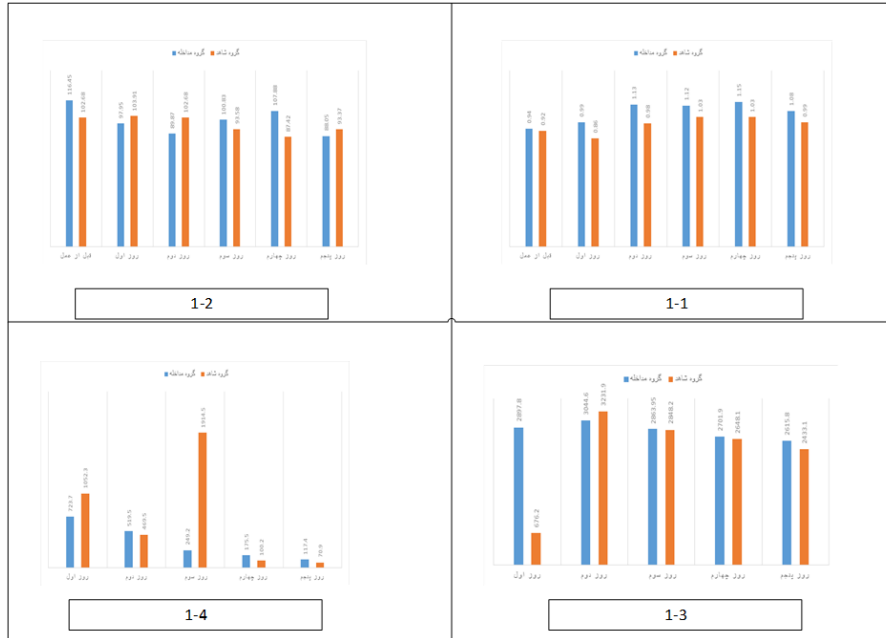 گروه مداخله گروه شاهد
116.45 102.68 97.95 103.91 89.87 102.68 100.83 93.58 107.88 87.42 88.05 93.37
قبل از عمل روز اول روز دوم روز سوم روز چهارم روز پنجم
1-2
گروه مداخله گروه شاهد
0.94 0.92 0.99 0.86 1.13 0.98 1.12 1.03 1.15 1.03 1.08 0.99
قبل از عمل روز اول روز دوم روز سوم روز چهارم روز پنجم
1-1
گروه مداخله گروه شاهد
723.7 1052.3 519.5 469.5 249.2 1914.5 175.5 100.2 117.4 70.9
روز اول روز دوم روز سوم روز چهارم روز پنجم
1-4
گروه مداخله گروه شاهد
2897.8 676.2 3044.6 3231.9 2863.95 2848.2 2701.9 2648.1 2615.8 2433.1
روز اول روز دوم روز سوم روز چهارم روز پنجم
1-3